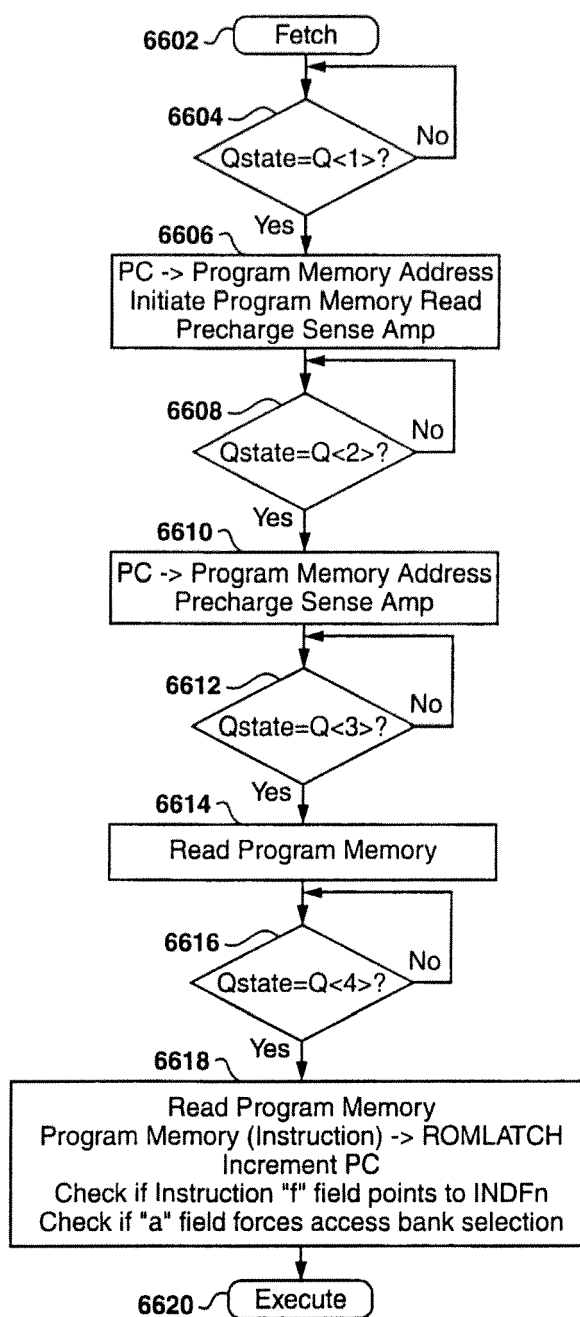 6602
Fetch
6604
Qstate=Q<1>?
No
Yes
6606
PC -> Program Memory Address
Initiate Program Memory Read
Precharge Sense Amp
6608
Qstate=Q<2>?
No
Yes
6610
PC -> Program Memory Address
Precharge Sense Amp
6612
Qstate=Q<3>?
No
Yes
6614
Read Program Memory
6616
Qstate=Q<4>?
No
Yes
6618
Read Program Memory
Program Memory (Instruction) -> ROMLATCH
Increment PC
Check if Instruction "f" field points to INDFn
Check if "a" field forces access bank selection
6620
Execute